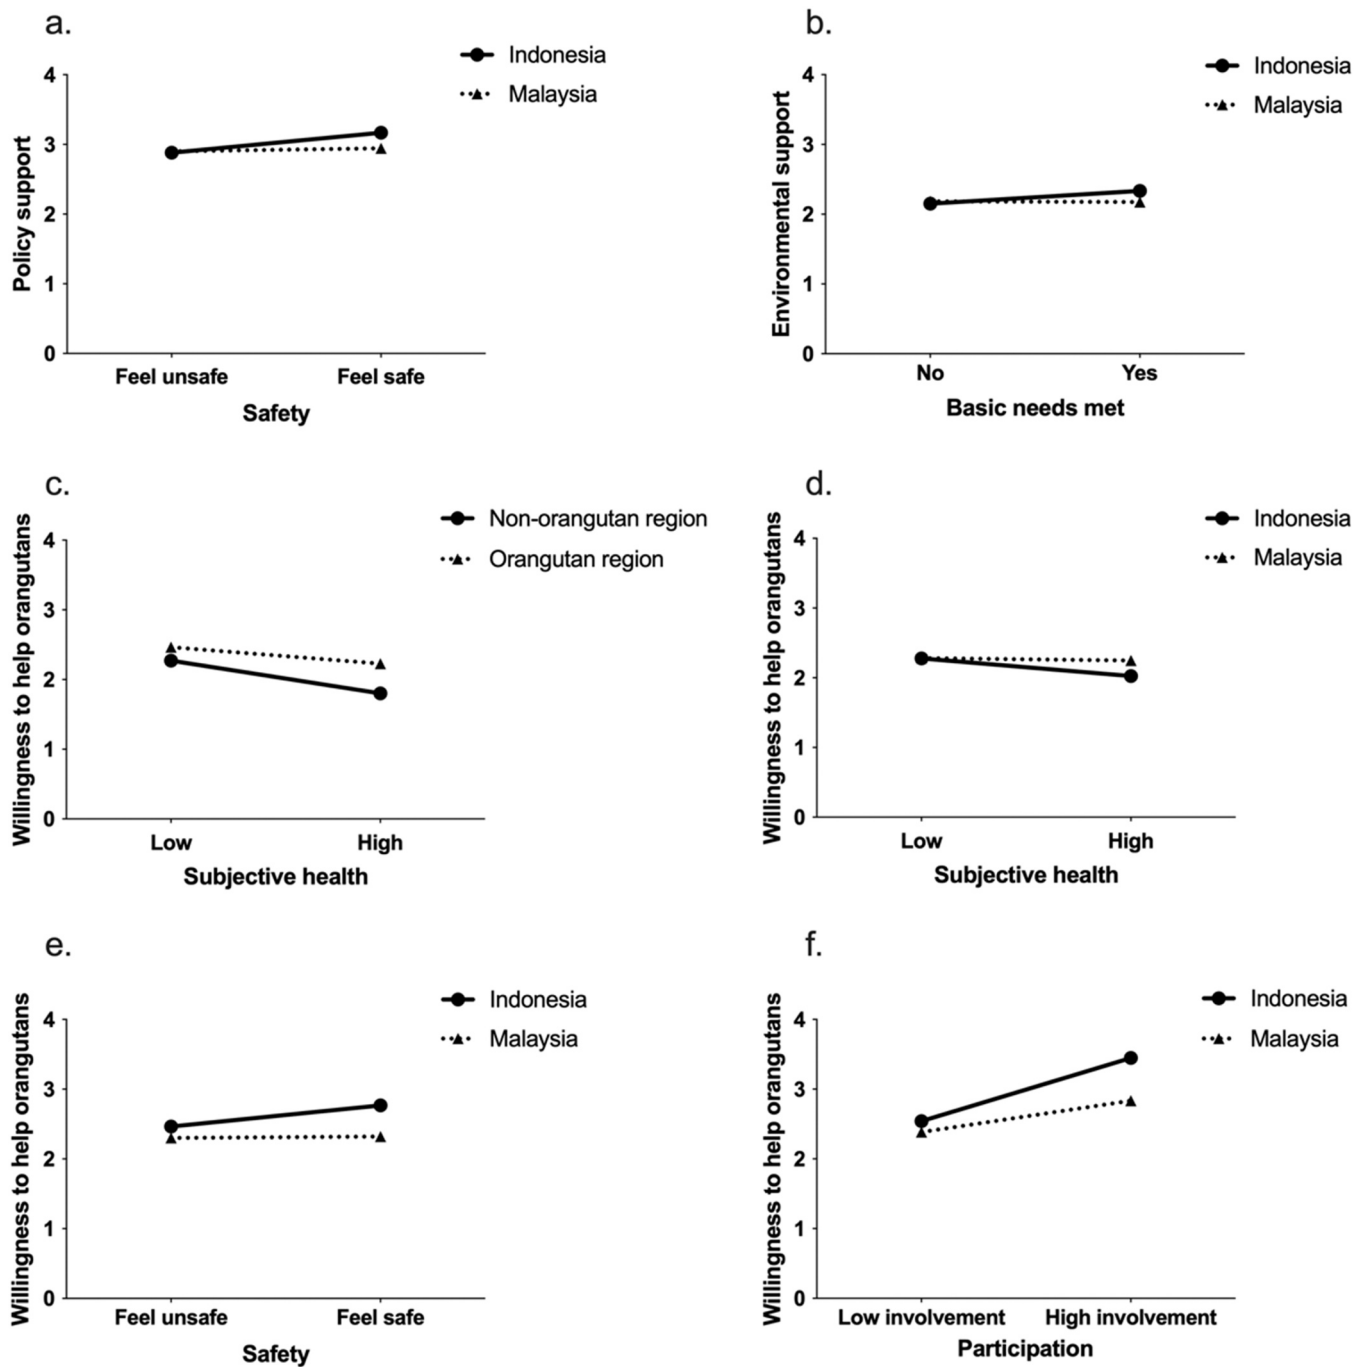 a.
Indonesia
Malaysia
4
3
2
1
0
Policy support
Feel unsafe
Feel safe
Safety
b.
Indonesia
Malaysia
4
3
2
1
0
Environmental support
No
Yes
Basic needs met
c.
Non-orangutan region
Orangutan region
4
3
2
1
0
Willingness to help orangutans
Low
High
Subjective health
d.
Indonesia
Malaysia
4
3
2
1
0
Willingness to help orangutans
Low
High
Subjective health
e.
Indonesia
Malaysia
4
3
2
1
0
Willingness to help orangutans
Feel unsafe
Feel safe
Safety
f.
Indonesia
Malaysia
4
3
2
1
0
Willingness to help orangutans
Low involvement
High involvement
Participation